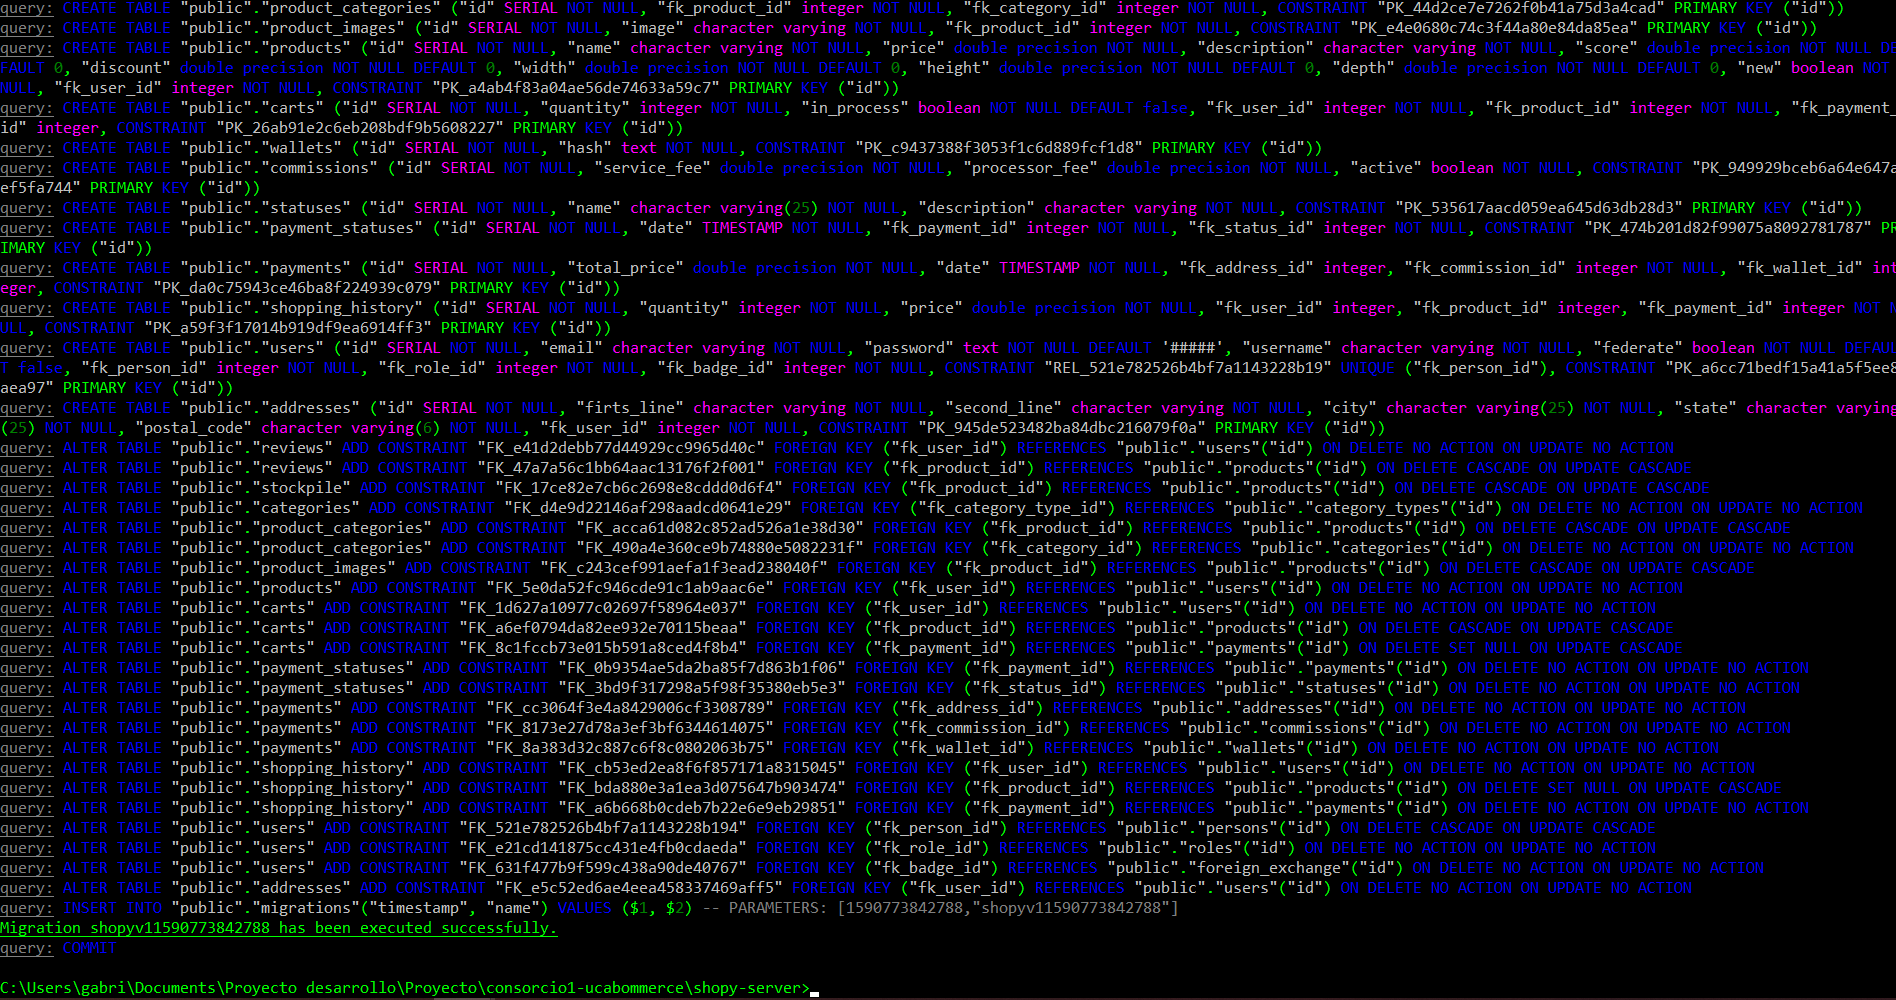 query: CREATE TABLE "public"."product_categories" ("id" SERIAL NOT NULL, "fk_product_id" integer NOT NULL, "fk_category_id" integer NOT NULL, CONSTRAINT "PK_44d2ce7e7262f0b41a75d3a4cad" PRIMARY KEY ("id"))
query: CREATE TABLE "public"."product_images" ("id" SERIAL NOT NULL, "image" character varying NOT NULL, "fk_product_id" integer NOT NULL, CONSTRAINT "PK_e4e0680c74c3f44a80e84da85ea" PRIMARY KEY ("id"))
query: CREATE TABLE "public"."products" ("id" SERIAL NOT NULL, "name" character varying NOT NULL, "price" double precision NOT NULL, "description" character varying NOT NULL, "score" double precision NOT NULL DE
FAULT 0, "discount" double precision NOT NULL DEFAULT 0, "width" double precision NOT NULL DEFAULT 0, "height" double precision NOT NULL DEFAULT 0, "depth" double precision NOT NULL DEFAULT 0, "new" boolean NOT
NULL, "fk_user_id" integer NOT NULL, CONSTRAINT "PK_a4ab4f83a04ae56de74633a59c7" PRIMARY KEY ("id"))
query: CREATE TABLE "public"."carts" ("id" SERIAL NOT NULL, "quantity" integer NOT NULL, "in_process" boolean NOT NULL DEFAULT false, "fk_user_id" integer NOT NULL, "fk_product_id" integer NOT NULL, "fk_payment_
id" integer, CONSTRAINT "PK_26ab91e2c6eb208bdf9b5608227" PRIMARY KEY ("id"))
query: CREATE TABLE "public"."wallets" ("id" SERIAL NOT NULL, "hash" text NOT NULL, CONSTRAINT "PK_c9437388f3053f1c6d889fcf1d8" PRIMARY KEY ("id"))
query: CREATE TABLE "public"."commissions" ("id" SERIAL NOT NULL, "service_fee" double precision NOT NULL, "processor_fee" double precision NOT NULL, "active" boolean NOT NULL, CONSTRAINT "PK_949929bceb6a64e647a
ef5fa744" PRIMARY KEY ("id"))
query: CREATE TABLE "public"."statuses" ("id" SERIAL NOT NULL, "name" character varying(25) NOT NULL, "description" character varying NOT NULL, CONSTRAINT "PK_535617aacd059ea645d63db28d3" PRIMARY KEY ("id"))
query: CREATE TABLE "public"."payment_statuses" ("id" SERIAL NOT NULL, "date" TIMESTAMP NOT NULL, "fk_payment_id" integer NOT NULL, "fk_status_id" integer NOT NULL, CONSTRAINT "PK_474b201d82f99075a8092781787" PR
IMARY KEY ("id"))
query: CREATE TABLE "public"."payments" ("id" SERIAL NOT NULL, "total_price" double precision NOT NULL, "date" TIMESTAMP NOT NULL, "fk_address_id" integer, "fk_commission_id" integer NOT NULL, "fk_wallet_id" int
eger, CONSTRAINT "PK_da0c75943ce46ba8f224939c079" PRIMARY KEY ("id"))
query: CREATE TABLE "public"."shopping_history" ("id" SERIAL NOT NULL, "quantity" integer NOT NULL, "price" double precision NOT NULL, "fk_user_id" integer, "fk_product_id" integer, "fk_payment_id" integer NOT N
ULL, CONSTRAINT "PK_a59f3f17014b919df9ea6914ff3" PRIMARY KEY ("id"))
query: CREATE TABLE "public"."users" ("id" SERIAL NOT NULL, "email" character varying NOT NULL, "password" text NOT NULL DEFAULT '#####', "username" character varying NOT NULL, "federate" boolean NOT NULL DEFAUL
T false, "fk_person_id" integer NOT NULL, "fk_role_id" integer NOT NULL, "fk_badge_id" integer NOT NULL, CONSTRAINT "REL_521e782526b4bf7a1143228b19" UNIQUE ("fk_person_id"), CONSTRAINT "PK_a6cc71bedf15a41a5f5ee8
aea97" PRIMARY KEY ("id"))
query: CREATE TABLE "public"."addresses" ("id" SERIAL NOT NULL, "firts_line" character varying NOT NULL, "second_line" character varying NOT NULL, "city" character varying(25) NOT NULL, "state" character varying
(25) NOT NULL, "postal_code" character varying(6) NOT NULL, "fk_user_id" integer NOT NULL, CONSTRAINT "PK_945de523482ba84dbc216079f0a" PRIMARY KEY ("id"))
query: ALTER TABLE "public"."reviews" ADD CONSTRAINT "FK_e41d2debb77d44929cc9965d40c" FOREIGN KEY ("fk_user_id") REFERENCES "public"."users"("id") ON DELETE NO ACTION ON UPDATE NO ACTION
query: ALTER TABLE "public"."reviews" ADD CONSTRAINT "FK_47a7a56c1bb64aac13176f2f001" FOREIGN KEY ("fk_product_id") REFERENCES "public"."products"("id") ON DELETE CASCADE ON UPDATE CASCADE
query: ALTER TABLE "public"."stockpile" ADD CONSTRAINT "FK_17ce82e7cb6c2698e8cddd0d6f4" FOREIGN KEY ("fk_product_id") REFERENCES "public"."products"("id") ON DELETE CASCADE ON UPDATE CASCADE
query: ALTER TABLE "public"."categories" ADD CONSTRAINT "FK_d4e9d22146af298aadcd0641e29" FOREIGN KEY ("fk_category_type_id") REFERENCES "public"."category_types"("id") ON DELETE NO ACTION ON UPDATE NO ACTION
query: ALTER TABLE "public"."product_categories" ADD CONSTRAINT "FK_acca61d082c852ad526a1e38d30" FOREIGN KEY ("fk_product_id") REFERENCES "public"."products"("id") ON DELETE CASCADE ON UPDATE CASCADE
query: ALTER TABLE "public"."product_categories" ADD CONSTRAINT "FK_490a4e360ce9b74880e5082231f" FOREIGN KEY ("fk_category_id") REFERENCES "public"."categories"("id") ON DELETE NO ACTION ON UPDATE NO ACTION
query: ALTER TABLE "public"."product_images" ADD CONSTRAINT "FK_c243cef991aefa1f3ead238040f" FOREIGN KEY ("fk_product_id") REFERENCES "public"."products"("id") ON DELETE CASCADE ON UPDATE CASCADE
query: ALTER TABLE "public"."products" ADD CONSTRAINT "FK_5e0da52fc946cde91c1ab9aac6e" FOREIGN KEY ("fk_user_id") REFERENCES "public"."users"("id") ON DELETE NO ACTION ON UPDATE NO ACTION
query: ALTER TABLE "public"."carts" ADD CONSTRAINT "FK_1d627a10977c02697f58964e037" FOREIGN KEY ("fk_user_id") REFERENCES "public"."users"("id") ON DELETE NO ACTION ON UPDATE NO ACTION
query: ALTER TABLE "public"."carts" ADD CONSTRAINT "FK_a6ef0794da82ee932e70115beaa" FOREIGN KEY ("fk_product_id") REFERENCES "public"."products"("id") ON DELETE CASCADE ON UPDATE CASCADE
query: ALTER TABLE "public"."carts" ADD CONSTRAINT "FK_8c1fccb73e015b591a8ced4f8b4" FOREIGN KEY ("fk_payment_id") REFERENCES "public"."payments"("id") ON DELETE SET NULL ON UPDATE CASCADE
query: ALTER TABLE "public"."payment_statuses" ADD CONSTRAINT "FK_0b9354ae5da2ba85f7d863b1f06" FOREIGN KEY ("fk_payment_id") REFERENCES "public"."payments"("id") ON DELETE NO ACTION ON UPDATE NO ACTION
query: ALTER TABLE "public"."payment_statuses" ADD CONSTRAINT "FK_3bd9f317298a5f98f35380eb5e3" FOREIGN KEY ("fk_status_id") REFERENCES "public"."statuses"("id") ON DELETE NO ACTION ON UPDATE NO ACTION
query: ALTER TABLE "public"."payments" ADD CONSTRAINT "FK_cc3064f3e4a8429006cf3308789" FOREIGN KEY ("fk_address_id") REFERENCES "public"."addresses"("id") ON DELETE NO ACTION ON UPDATE NO ACTION
query: ALTER TABLE "public"."payments" ADD CONSTRAINT "FK_8173e27d78a3ef3bf6344614075" FOREIGN KEY ("fk_commission_id") REFERENCES "public"."commissions"("id") ON DELETE NO ACTION ON UPDATE NO ACTION
query: ALTER TABLE "public"."payments" ADD CONSTRAINT "FK_8a383d32c887c6f8c0802063b75" FOREIGN KEY ("fk_wallet_id") REFERENCES "public"."wallets"("id") ON DELETE NO ACTION ON UPDATE NO ACTION
query: ALTER TABLE "public"."shopping_history" ADD CONSTRAINT "FK_cb53ed2ea8f6f857171a8315045" FOREIGN KEY ("fk_user_id") REFERENCES "public"."users"("id") ON DELETE NO ACTION ON UPDATE NO ACTION
query: ALTER TABLE "public"."shopping_history" ADD CONSTRAINT "FK_bda880e3a1ea3d075647b903474" FOREIGN KEY ("fk_product_id") REFERENCES "public"."products"("id") ON DELETE SET NULL ON UPDATE CASCADE
query: ALTER TABLE "public"."shopping_history" ADD CONSTRAINT "FK_a6b668b0cdeb7b22e6e9eb29851" FOREIGN KEY ("fk_payment_id") REFERENCES "public"."payments"("id") ON DELETE NO ACTION ON UPDATE NO ACTION
query: ALTER TABLE "public"."users" ADD CONSTRAINT "FK_521e782526b4bf7a1143228b194" FOREIGN KEY ("fk_person_id") REFERENCES "public"."persons"("id") ON DELETE CASCADE ON UPDATE CASCADE
query: ALTER TABLE "public"."users" ADD CONSTRAINT "FK_e21cd141875cc431e4fb0cdaeda" FOREIGN KEY ("fk_role_id") REFERENCES "public"."roles"("id") ON DELETE NO ACTION ON UPDATE NO ACTION
query: ALTER TABLE "public"."users" ADD CONSTRAINT "FK_631f477b9f599c438a90de40767" FOREIGN KEY ("fk_badge_id") REFERENCES "public"."foreign_exchange"("id") ON DELETE NO ACTION ON UPDATE NO ACTION
query: ALTER TABLE "public"."addresses" ADD CONSTRAINT "FK_e5c52ed6ae4eea458337469aff5" FOREIGN KEY ("fk_user_id") REFERENCES "public"."users"("id") ON DELETE NO ACTION ON UPDATE NO ACTION
query: INSERT INTO "public"."migrations"("timestamp", "name") VALUES ($1, $2) -- PARAMETERS: [1590773842788,"shopyv11590773842788"]
Migration shopyv11590773842788 has been executed successfully.
query: COMMIT
C:\Users\gabri\Documents\Proyecto desarrollo\Proyecto\consorcio1-ucabommerce\shopy-server>